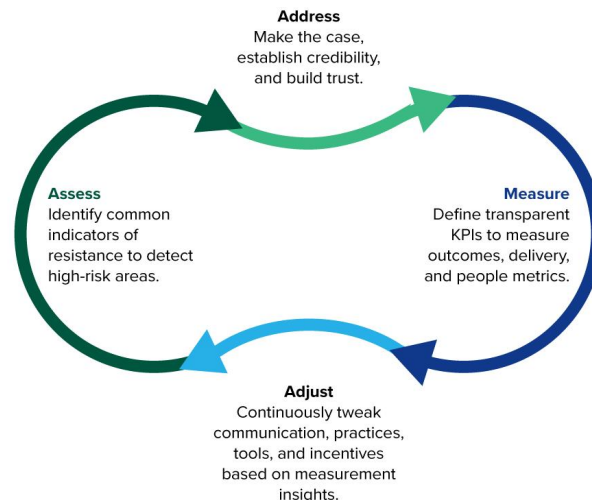 Address
Make the case,
establish credibility,
and build trust.
Assess
Identify common
indicators of
resistance to detect
high-risk areas.
Measure
Define transparent
KPIs to measure
outcomes, delivery,
and people metrics.
Adjust
Continuously tweak
communication, practices,
tools, and incentives
based on measurement
insights.